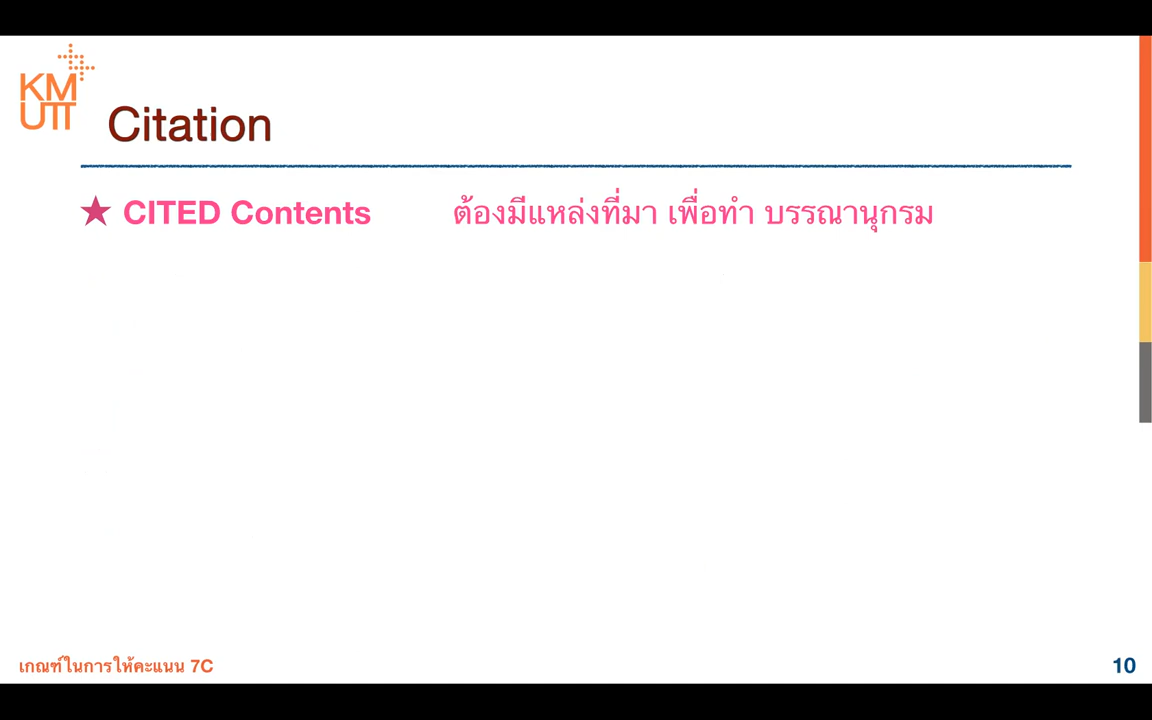 KM
UTT
Citation
★ CITED Contents ต้องมีแหล่งที่มา เพื่อทำ บรรณานุกรม
เกณฑ์ในการให้คะแนน 7C
10